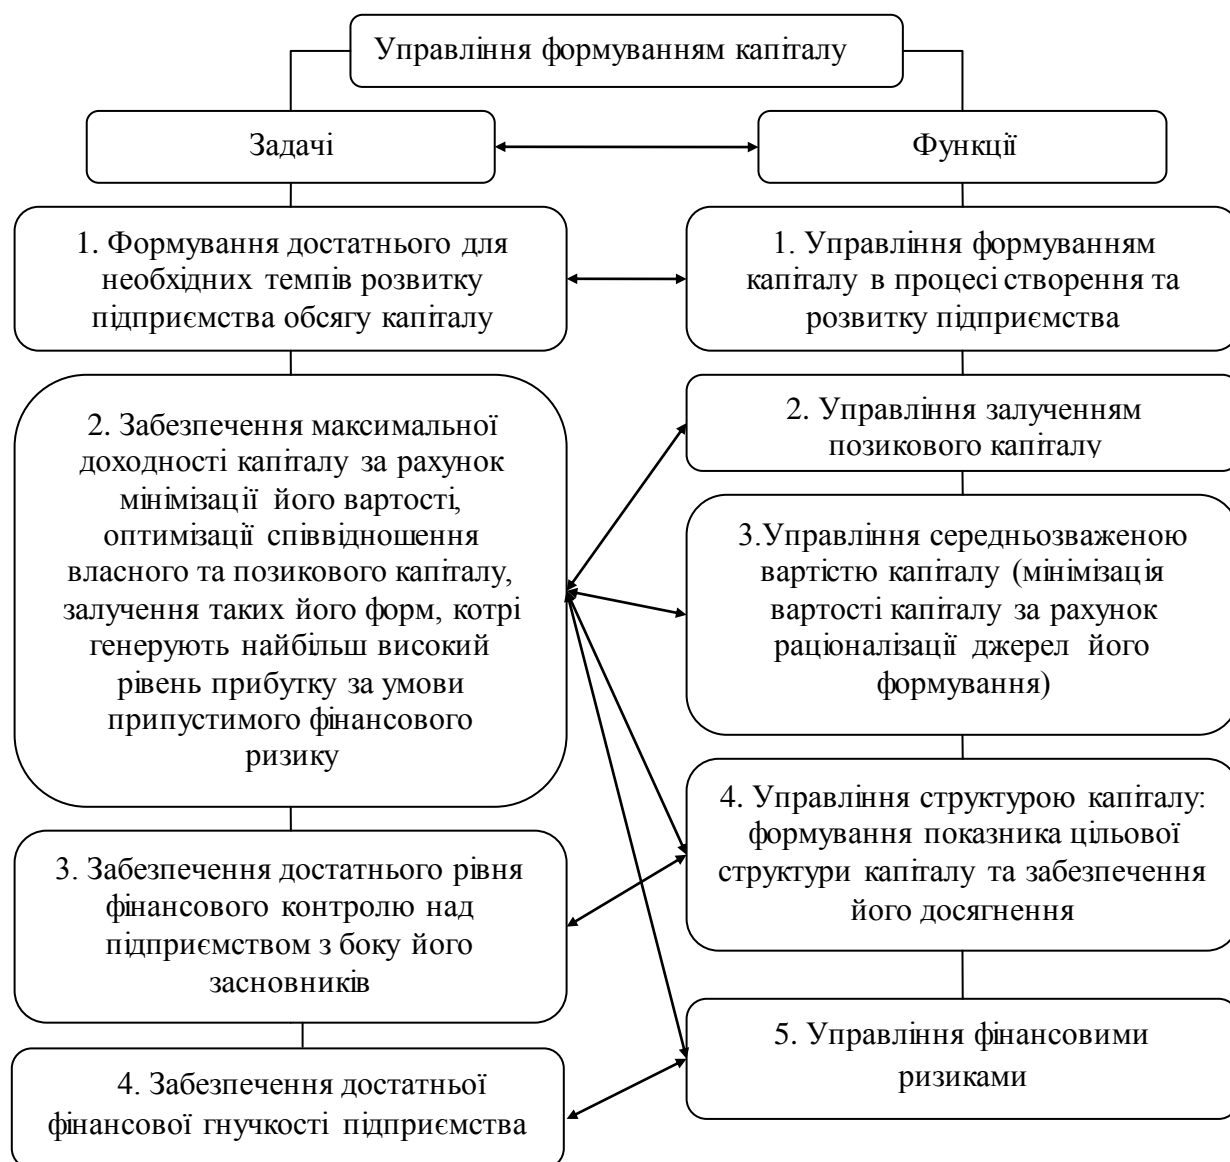 Управління формуванням капіталу
Задачі
Функції
1. Формування достатнього для
необхідних темпів розвитку
підприємства обсягу капіталу
1. Управління формуванням
капіталу в процесі створення та
розвитку підприємства
2. Забезпечення максимальної
доходності капіталу за рахунок
мінімізації його вартості,
оптимізації співвідношення
власного та позикового капіталу,
залучення таких його форм, котрі
генерують найбільш високий
рівень прибутку за умови
припустимого фінансового
ризику
2. Управління залученням
позикового капіталу
3.Управління середньозваженою
вартістю капіталу (мінімізація
вартості капіталу за рахунок
раціоналізації джерел його
формування)
4. Управління структурою капіталу:
формування показника цільової
структури капіталу та забезпечення
його досягнення
3. Забезпечення достатнього рівня
фінансового контролю над
підприємством з боку його
засновників
5. Управління фінансовими
ризиками
4. Забезпечення достатньої
фінансової гнучкості підприємства